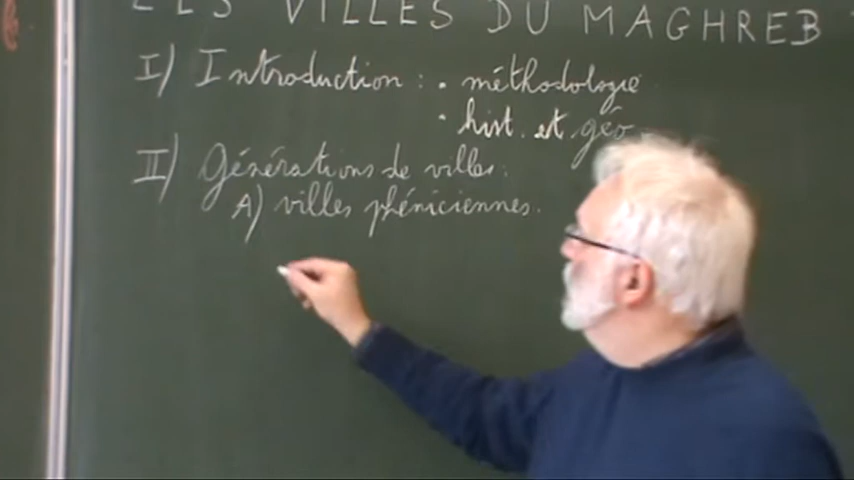 LES VILLES DU MAGHREB
I) Introduction : • méthodologie
• hist. et géo
II) Générations de villes.
A) villes phéniciennes.